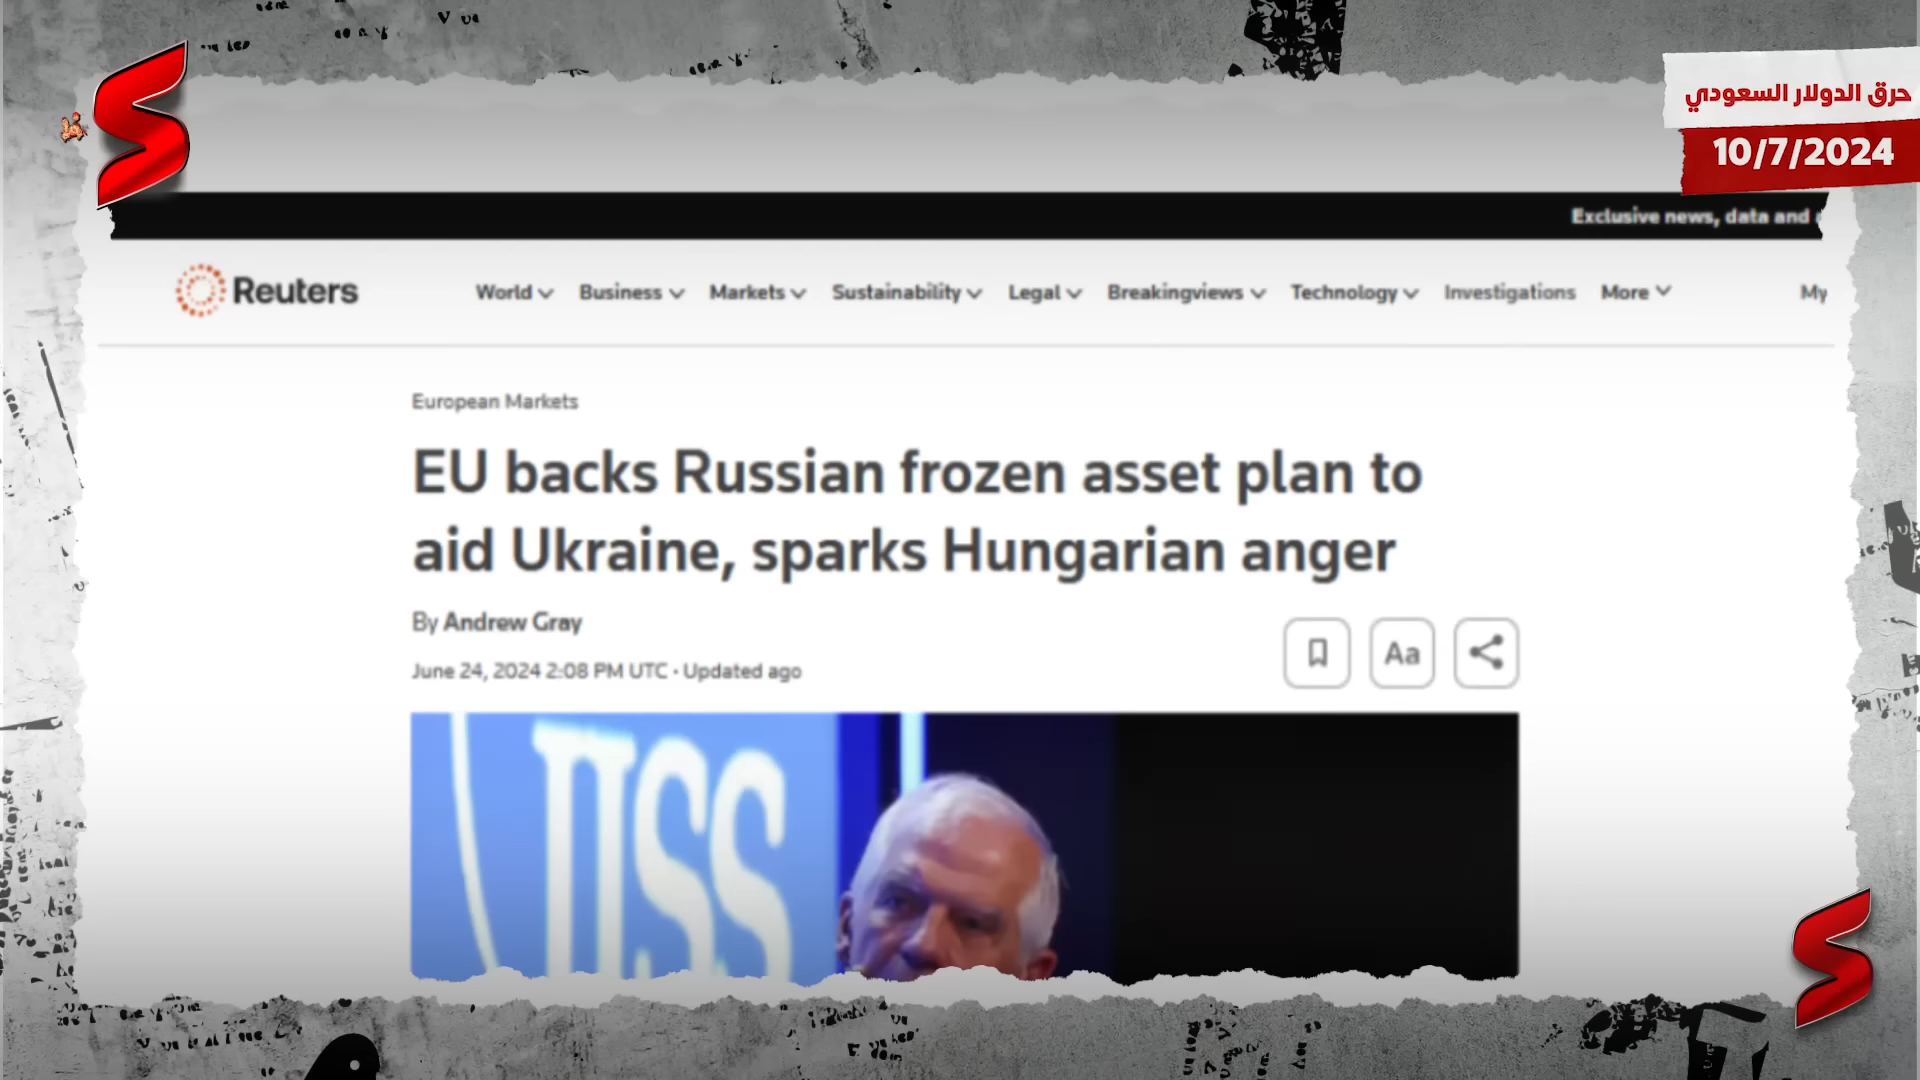 حرق الدولار السعودي
10/7/2024
Exclusive news, data and
Reuters
World Business Markets Sustainability Legal Breakingviews Technology Investigations More My
European Markets
EU backs Russian frozen asset plan to
aid Ukraine, sparks Hungarian anger
By Andrew Gray
June 24, 2024 2:08 PM UTC · Updated ago
Aa